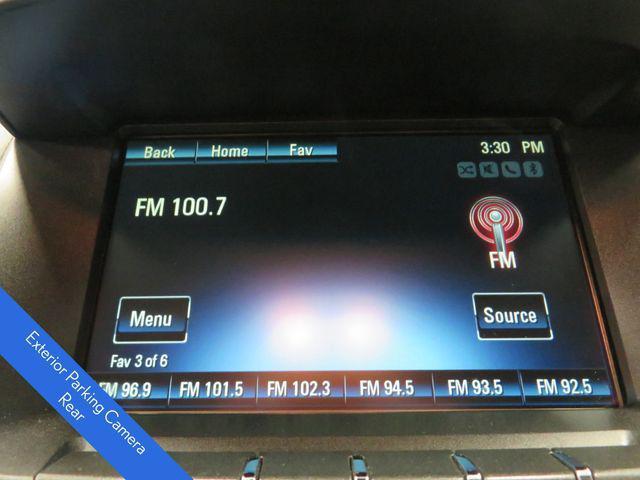 Back Home Fav 3:30 PM
FM 100.7
FM
Menu Source
Fav 3 of 6
FM 96.9 FM 101.5 FM 102.3 FM 94.5 FM 93.5 FM 92.5
Exterior Parking Camera
Rear